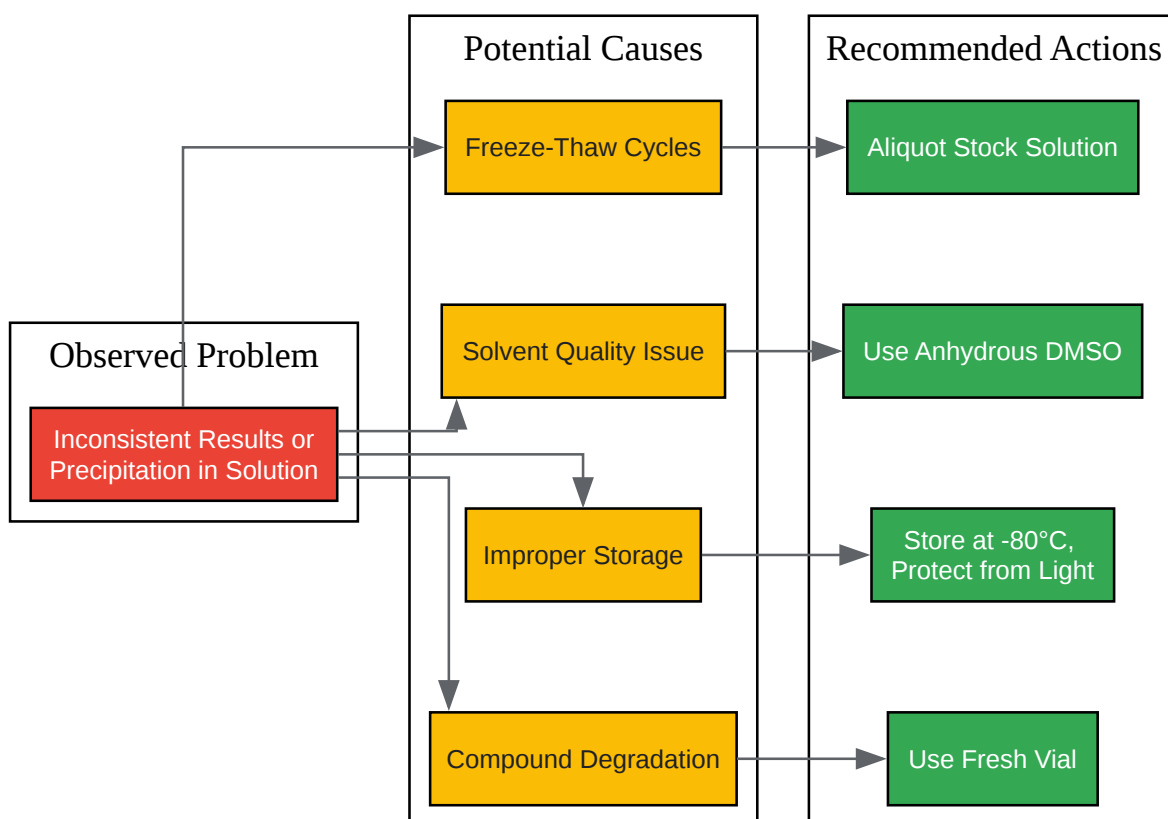 Potential Causes
Recommended Actions
Freeze-Thaw Cycles
Aliquot Stock Solution
Observed Problem
Solvent Quality Issue
Use Anhydrous DMSO
Inconsistent Results or
Precipitation in Solution
Improper Storage
Store at -80°C,
Protect from Light
Compound Degradation
Use Fresh Vial